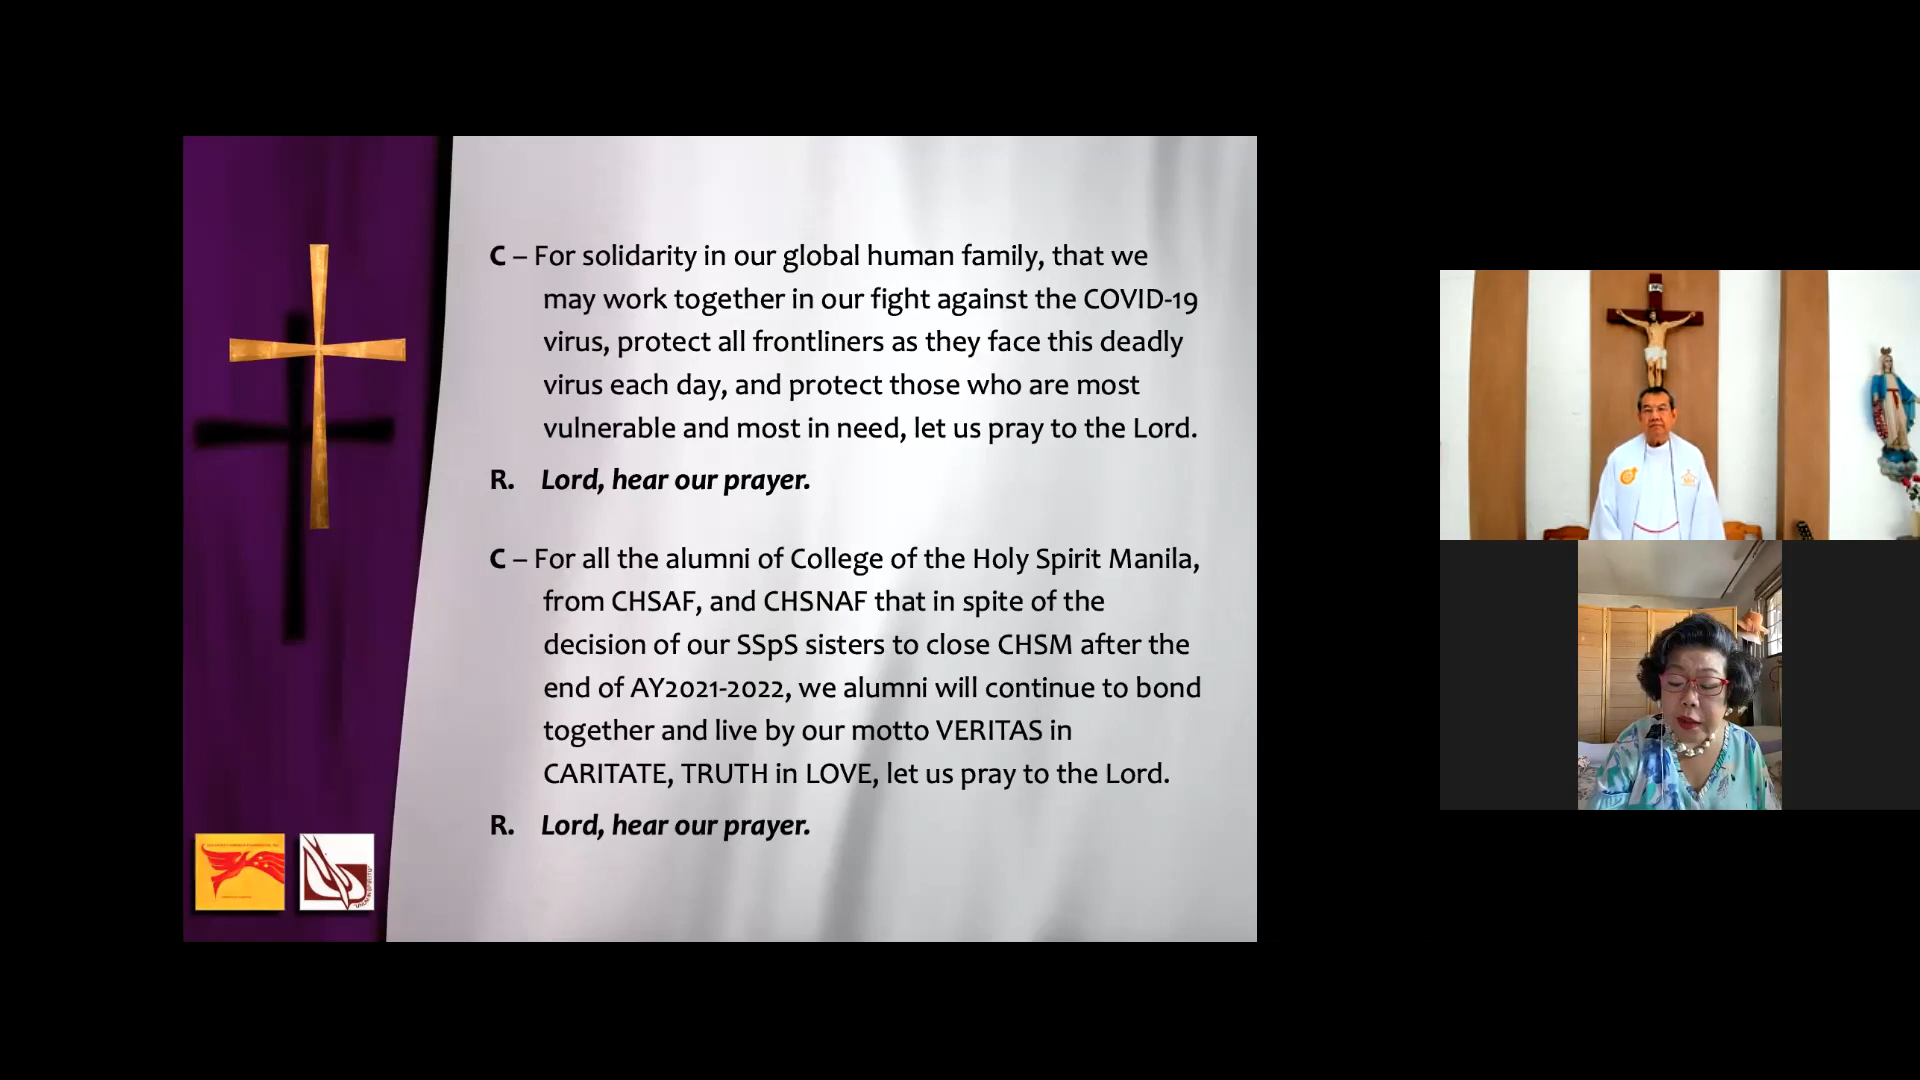 C – For solidarity in our global human family, that we
may work together in our fight against the COVID-19
virus, protect all frontliners as they face this deadly
virus each day, and protect those who are most
vulnerable and most in need, let us pray to the Lord.
R. Lord, hear our prayer.
C – For all the alumni of College of the Holy Spirit Manila,
from CHSAF, and CHSNAF that in spite of the
decision of our SSpS sisters to close CHSM after the
end of AY2021-2022, we alumni will continue to bond
together and live by our motto VERITAS in
CARITATE, TRUTH in LOVE, let us pray to the Lord.
R. Lord, hear our prayer.